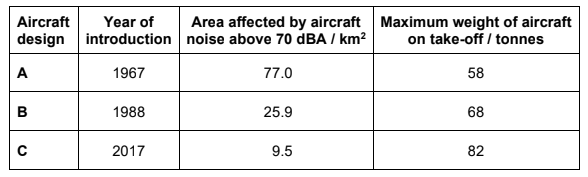 Aircraft design Year of introduction Area affected by aircraft noise above 70 dBA / km² Maximum weight of aircraft on take-off / tonnes
A 1967 77.0 58
B 1988 25.9 68
C 2017 9.5 82